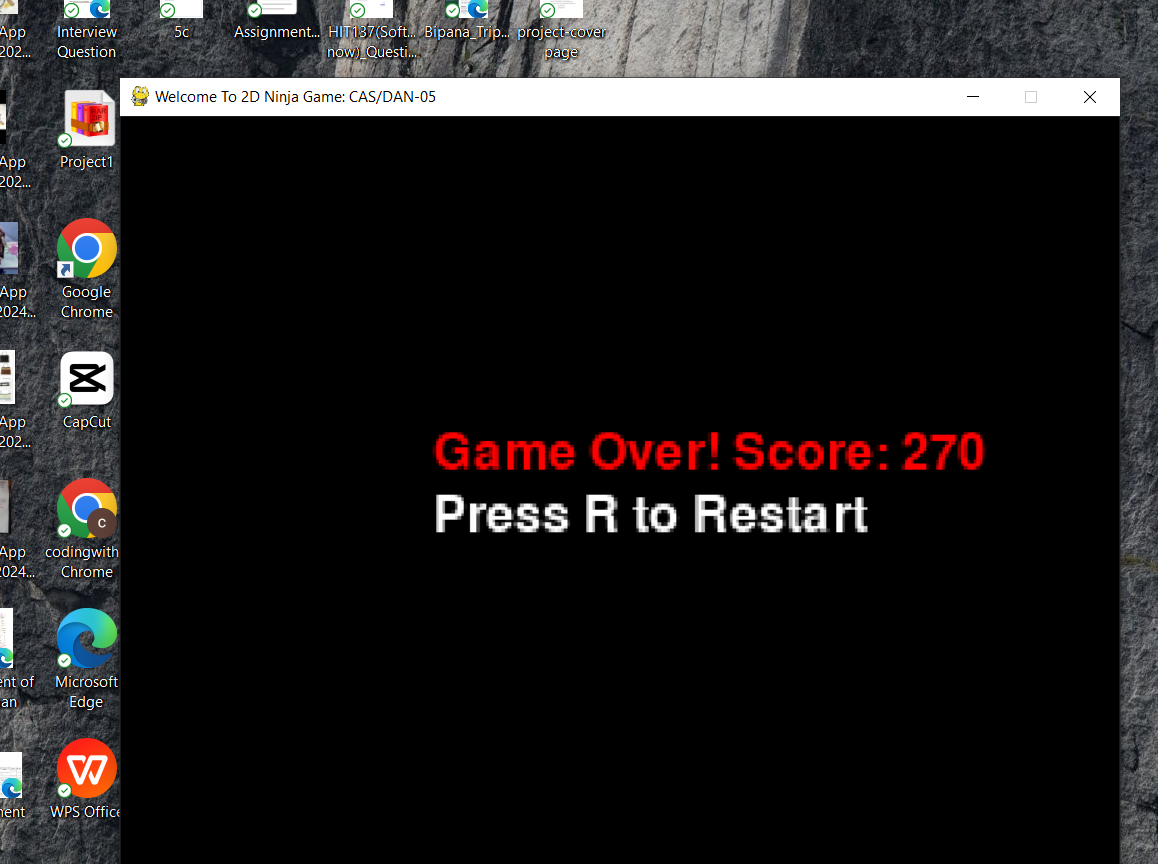 App
202...
Interview
Question
5c
Assignment...
HIT137(Soft...
now)_Questi...
Bipana_Trip...
project-cover
page
Welcome To 2D Ninja Game: CAS/DAN-05
App
202...
Project1
App
2024...
Google
Chrome
App
202...
CapCut
App
2024...
codingwith
Chrome
C
ent of
an
Microsoft
Edge
ment
WPS Office
Game Over! Score: 270
Press R to Restart